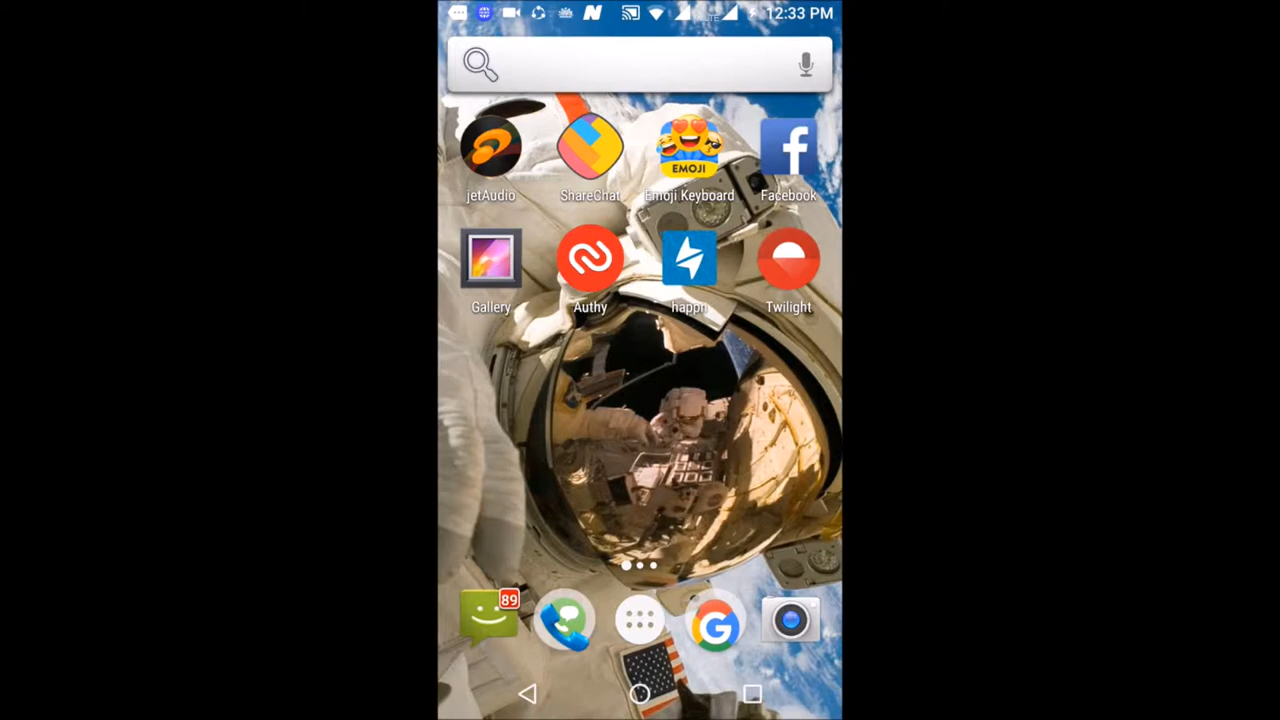 12:33 PM
EMOJI
jetAudio ShareChat Emoji Keyboard Facebook
Gallery Authy happn Twilight
89